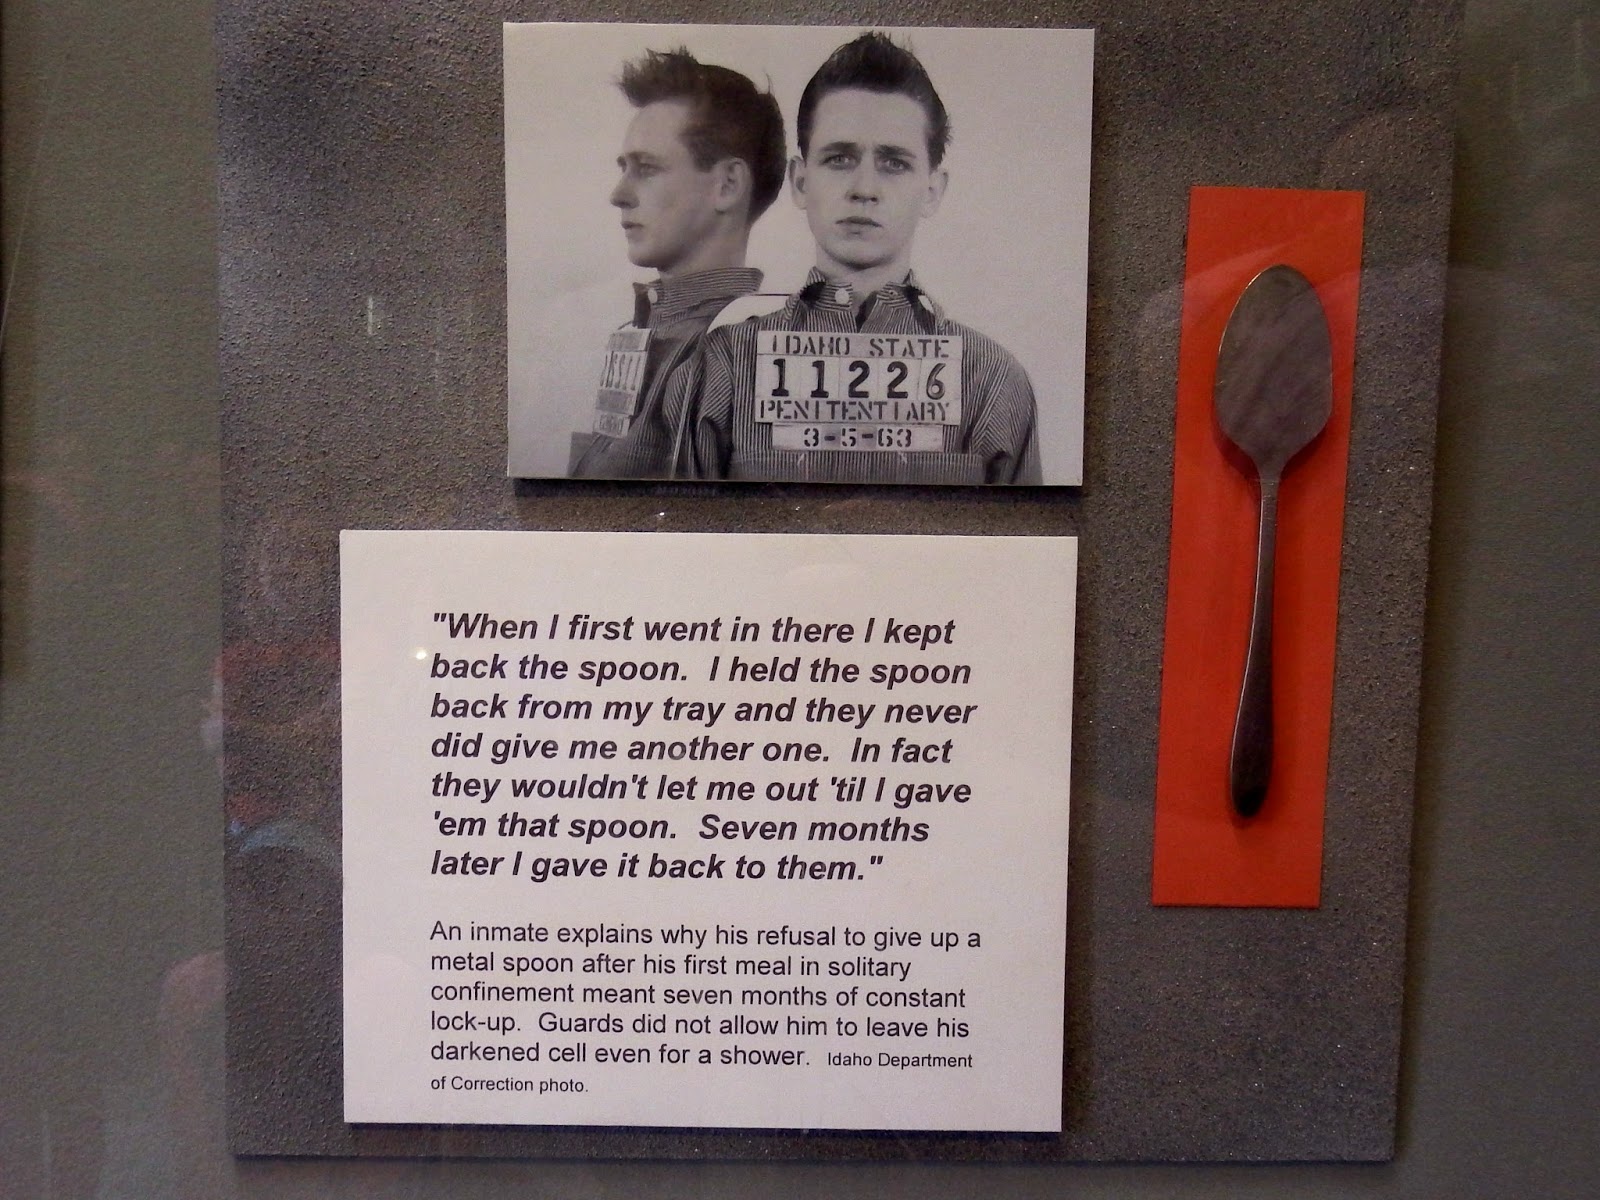 IDAHO STATE
11226
PENITENTIARY
3-5-63
"When I first went in there I kept
back the spoon.  I held the spoon
back from my tray and they never
did give me another one.  In fact
they wouldn't let me out 'til I gave
'em that spoon.  Seven months
later I gave it back to them."
An inmate explains why his refusal to give up a
metal spoon after his first meal in solitary
confinement meant seven months of constant
lock-up.  Guards did not allow him to leave his
darkened cell even for a shower.  Idaho Department
of Correction photo.